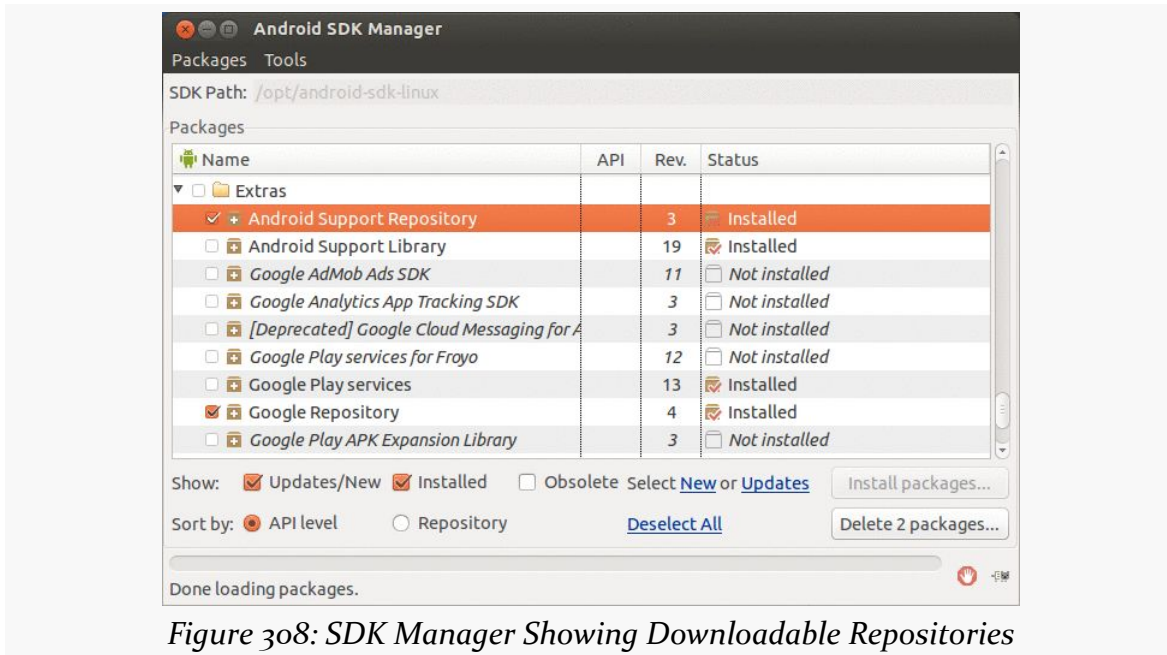 Android SDK Manager
Packages Tools
SDK Path: /opt/android-sdk-linux
Packages
Name API Rev. Status
Extras
Android Support Repository 3 Installed
Android Support Library 19 Installed
Google AdMob Ads SDK 11 Not installed
Google Analytics App Tracking SDK 3 Not installed
[Deprecated] Google Cloud Messaging for A 3 Not installed
Google Play services for Froyo 12 Not installed
Google Play services 13 Installed
Google Repository 4 Installed
Google Play APK Expansion Library 3 Not installed
Show: Updates/New Installed Obsolete Select New or Updates Install packages...
Sort by: API level Repository Deselect All Delete 2 packages...
Done loading packages.
Figure 308: SDK Manager Showing Downloadable Repositories